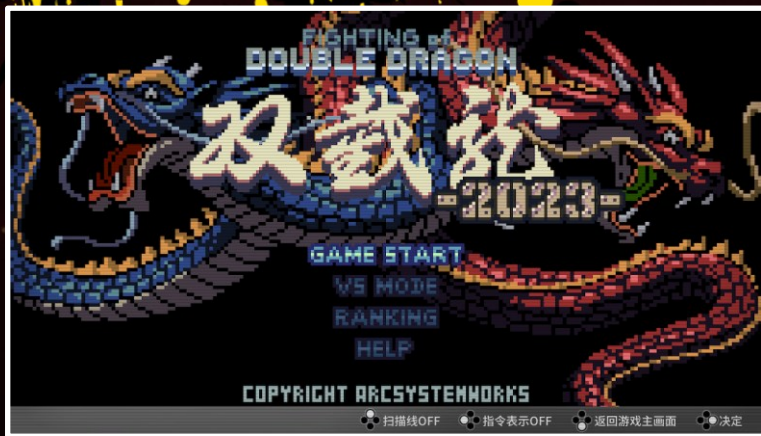 FIGHTING of
DOUBLE DRAGON
双截龙
-2023-
GAME START
VS MODE
RANKING
HELP
COPYRIGHT ARCSYSTEMWORKS
扫描线OFF 指令表示OFF 返回游戏主画面 决定